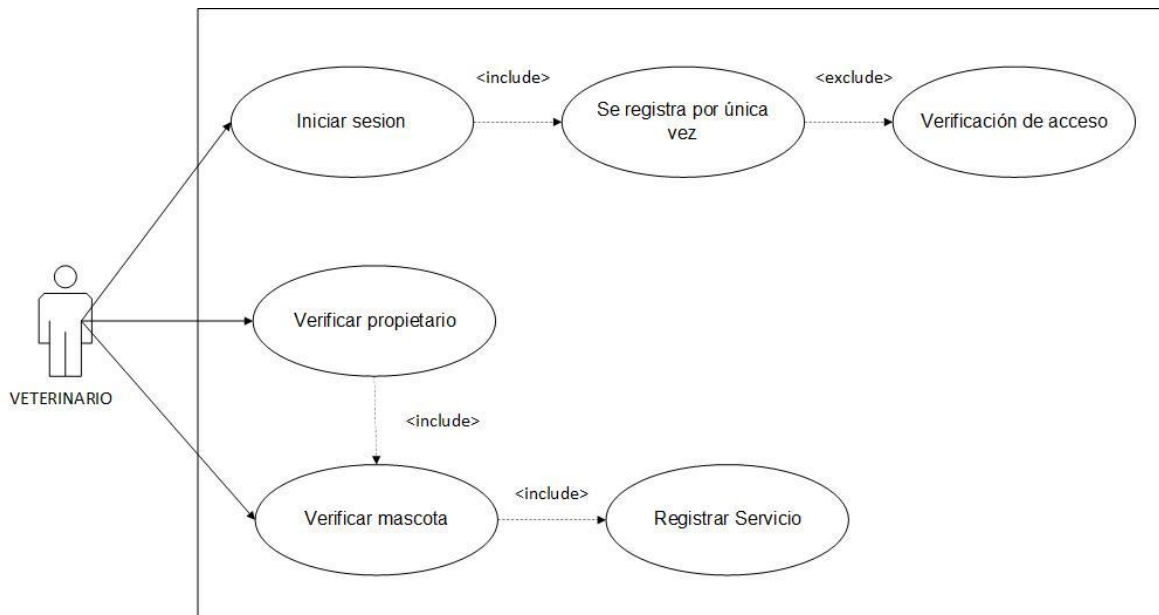 <include>
<exclude>
Iniciar sesion
Se registra por única
vez
Verificación de acceso
Verificar propietario
VETERINARIO
<include>
<include>
Verificar mascota
Registrar Servicio